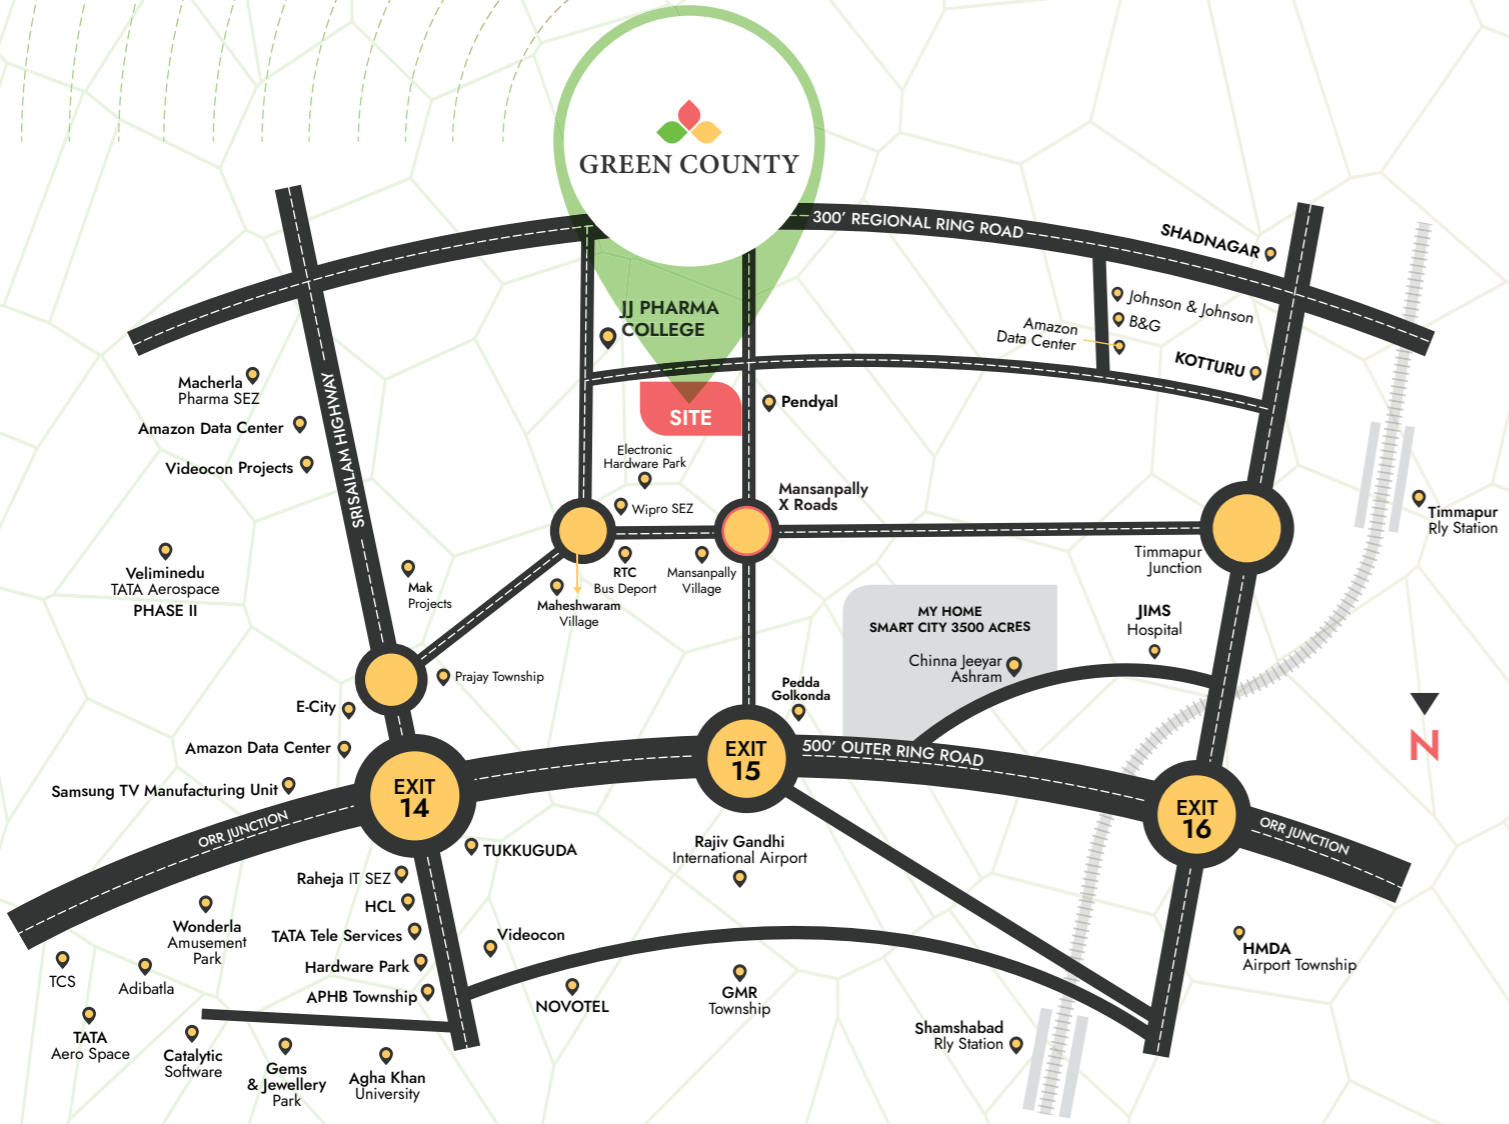 GREEN COUNTY
300' REGIONAL RING ROAD
SHADNAGAR
Johnson & Johnson
B&G
Amazon
Data Center
KOTTURU
JJ PHARMA
COLLEGE
SITE
Pendyal
Macherla
Pharma SEZ
Amazon Data Center
Videocon Projects
SRISAILAM HIGHWAY
Electronic
Hardware Park
Wipro SEZ
Mansanpally
X Roads
Timmapur
Rly Station
Veliminedu
TATA Aerospace
PHASE II
Mak
Projects
RTC
Bus Deport
Mansanpally
Village
Maheshwaram
Village
Timmapur
Junction
MY HOME
SMART CITY 3500 ACRES
JIMS
Hospital
Chinna Jeeyar
Ashram
Prajay Township
Pedda
Golkonda
E-City
Amazon Data Center
Samsung TV Manufacturing Unit
EXIT
14
EXIT
15
500' OUTER RING ROAD
EXIT
16
N
ORR JUNCTION
ORR JUNCTION
TUKKUGUDA
Rajiv Gandhi
International Airport
Raheja IT SEZ
HCL
TATA Tele Services
Hardware Park
APHB Township
Wonderla
Amusement
Park
Videocon
NOVOTEL
GMR
Township
HMDA
Airport Township
TCS
Adibatla
TATA
Aero Space
Catalytic
Software
Gems
& Jewellery
Park
Agha Khan
University
Shamshabad
Rly Station